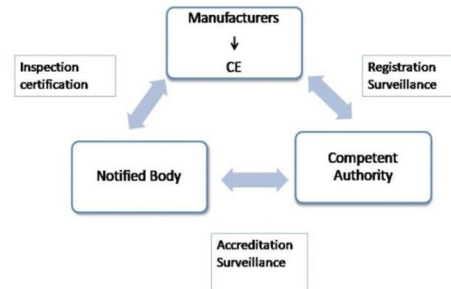 Manufacturers
↓
CE
Inspection
certification
Registration
Surveillance
Notified Body
Competent
Authority
Accreditation
Surveillance